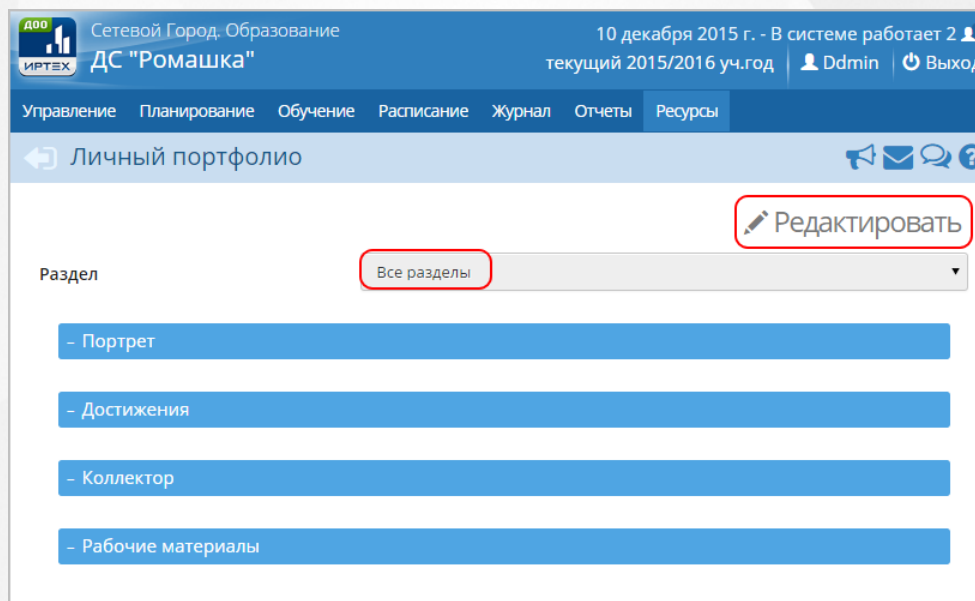 ДОО
ИРТЕХ
Сетевой Город. Образование
ДС "Ромашка"
10 декабря 2015 г. - В системе работает 2
текущий 2015/2016 уч.год Ddmin Выход
Управление Планирование Обучение Расписание Журнал Отчеты Ресурсы
Личный портфолио
Редактировать
Раздел Все разделы
– Портрет
– Достижения
– Коллектор
– Рабочие материалы